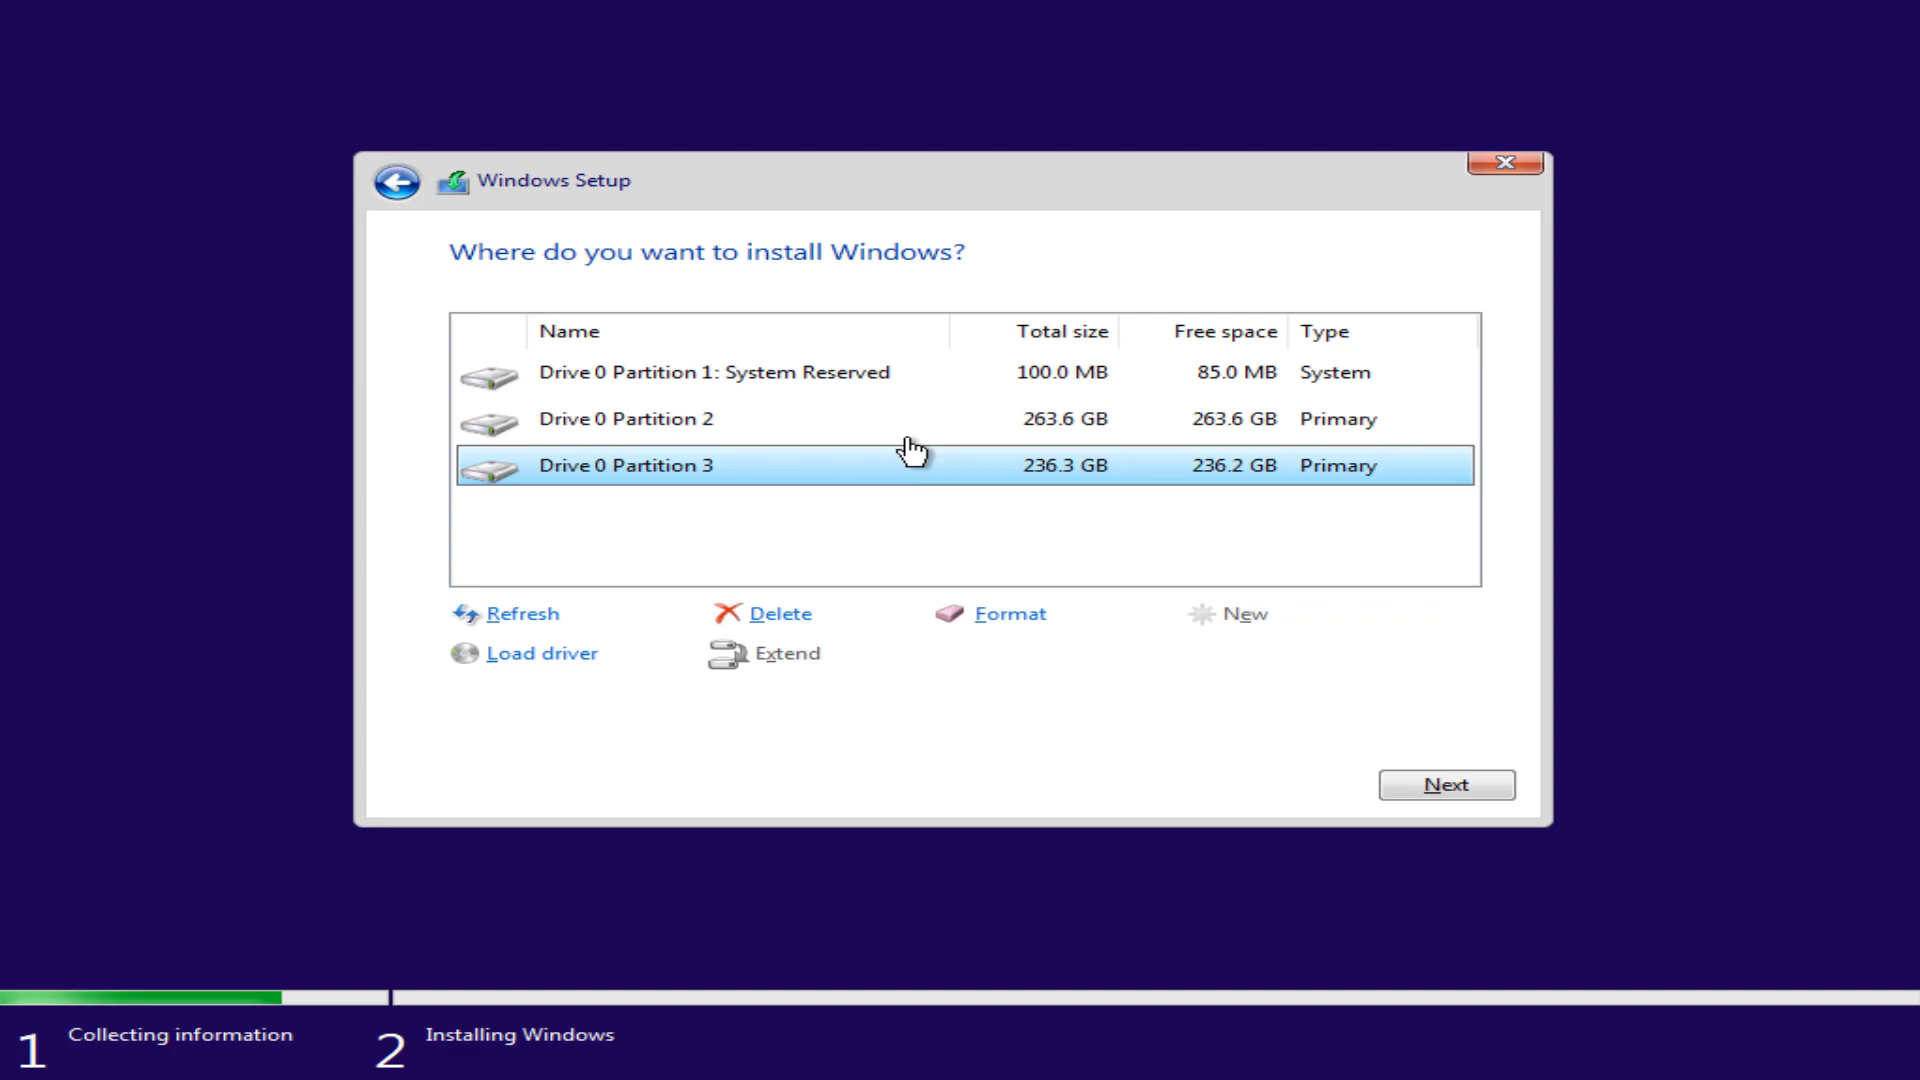 Windows Setup
Where do you want to install Windows?
Name Total size Free space Type
Drive 0 Partition 1: System Reserved 100.0 MB 85.0 MB System
Drive 0 Partition 2 263.6 GB 263.6 GB Primary
Drive 0 Partition 3 236.3 GB 236.2 GB Primary
Refresh Delete Format New
Load driver Extend
Next
1 Collecting information 2 Installing Windows